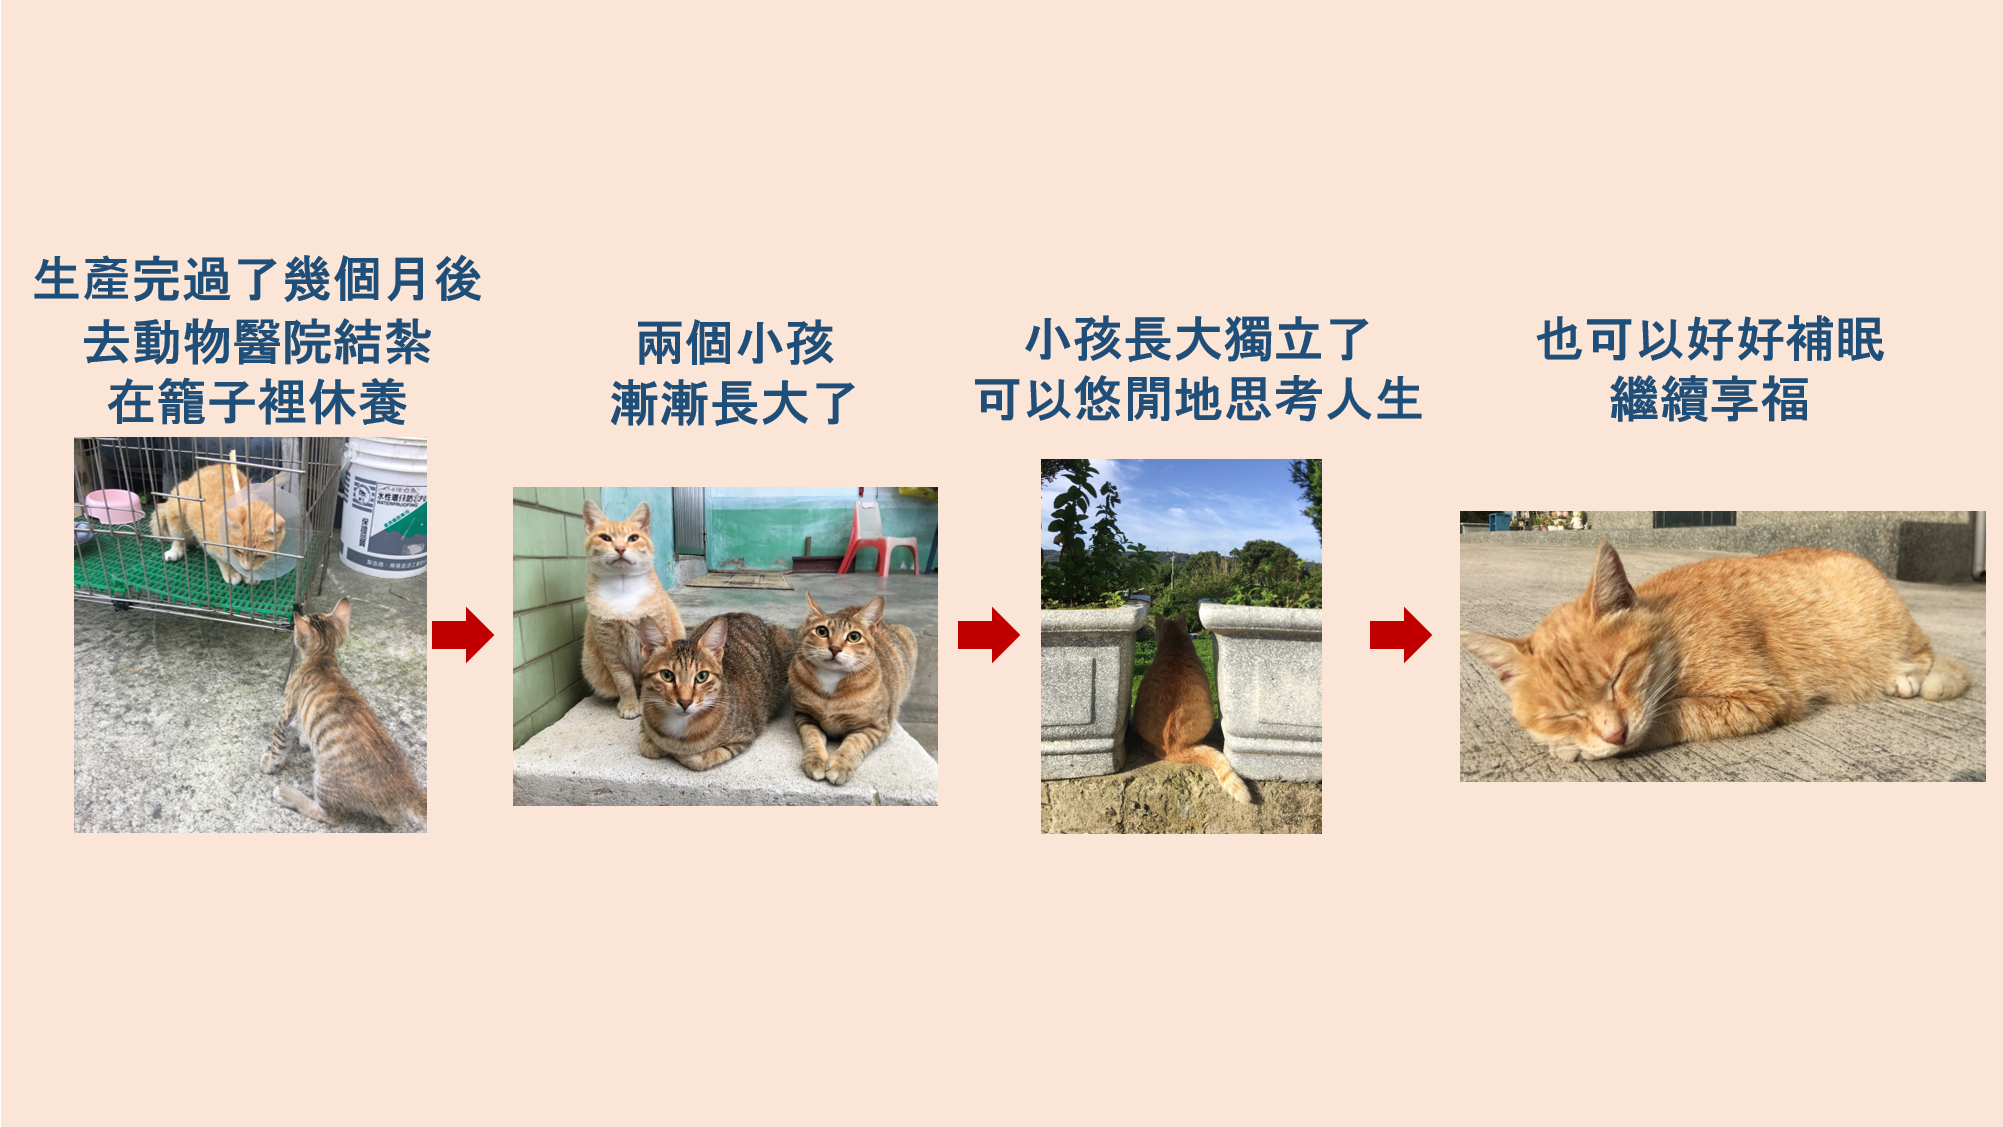 生產完過了幾個月後
去動物醫院結紮
在籠子裡休養
兩個小孩
漸漸長大了
小孩長大獨立了
可以悠閒地思考人生
也可以好好補眠
繼續享福
WATERPROOFING